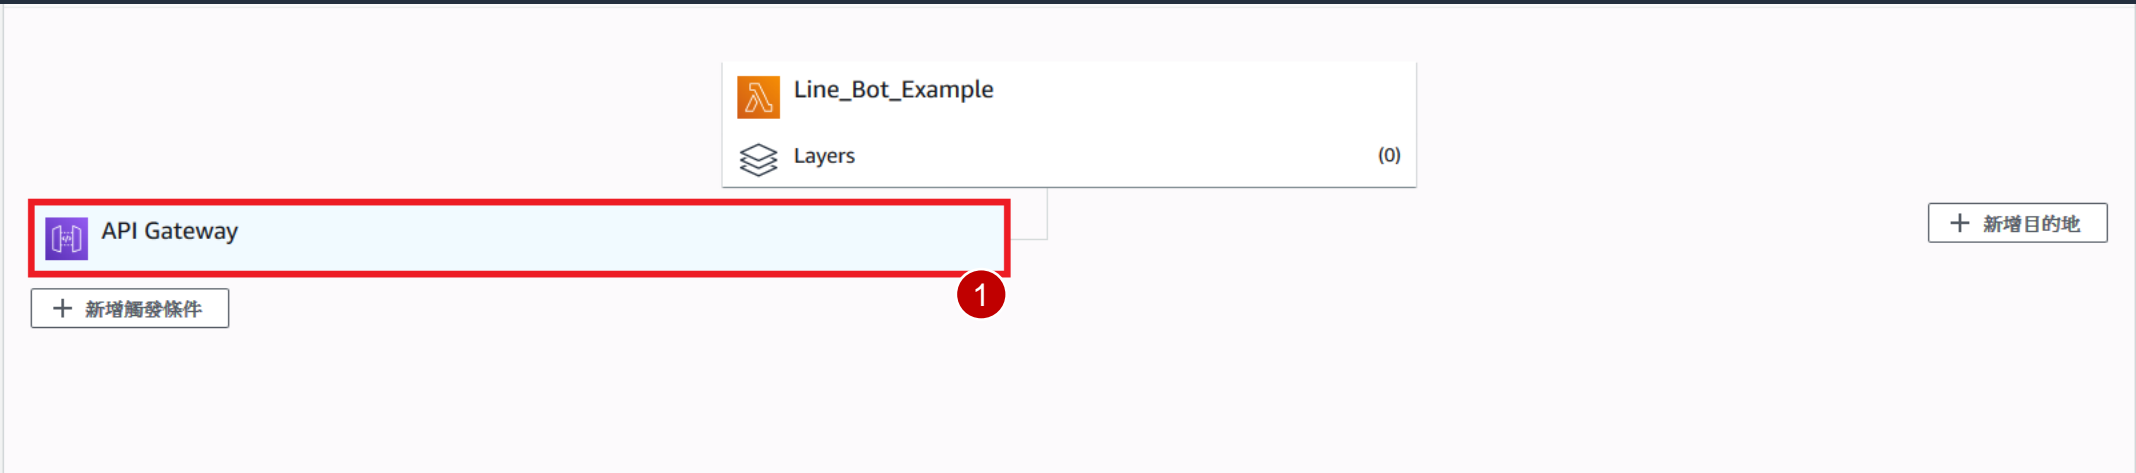 Line_Bot_Example
Layers (0)
API Gateway
1
+ 新增目的地
+ 新增觸發條件